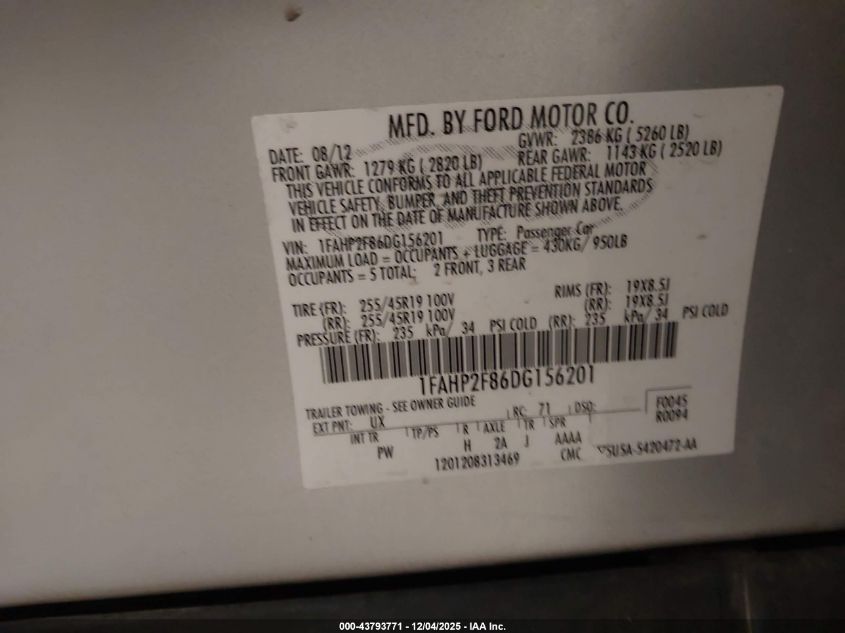 MFD. BY FORD MOTOR CO.
DATE: 08/12 GVWR: 2386 KG ( 5260 LB)
FRONT GAWR: 1279 KG ( 2820 LB) REAR GAWR: 1143 KG ( 2520 LB)
THIS VEHICLE CONFORMS TO ALL APPLICABLE FEDERAL MOTOR
VEHICLE SAFETY, BUMPER, AND THEFT PREVENTION STANDARDS
IN EFFECT ON THE DATE OF MANUFACTURE SHOWN ABOVE.
VIN: 1FAHP2F86DG156201 TYPE: Passenger Car
MAXIMUM LOAD = OCCUPANTS + LUGGAGE = 430KG/ 950LB
OCCUPANTS = 5 TOTAL: 2 FRONT, 3 REAR
TIRE (FR): 255/45R19 100V RIMS (FR): 19X8.5J
(RR): 255/45R19 100V (RR): 19X8.5J
PRESSURE (FR): 235 kPa/ 34 PSI COLD (RR): 235 kPa/ 34 PSI COLD
1FAHP2F86DG156201
TRAILER TOWING - SEE OWNER GUIDE
EXT PNT: UX RC: 71 DSO: F0045
INT TR TP/PS R AXLE TR SPR R0094
PW H 2A J AAAA
1201208313469 CMC SU5A-5420472-AA
000-43793771 - 12/04/2025 - IAA Inc.